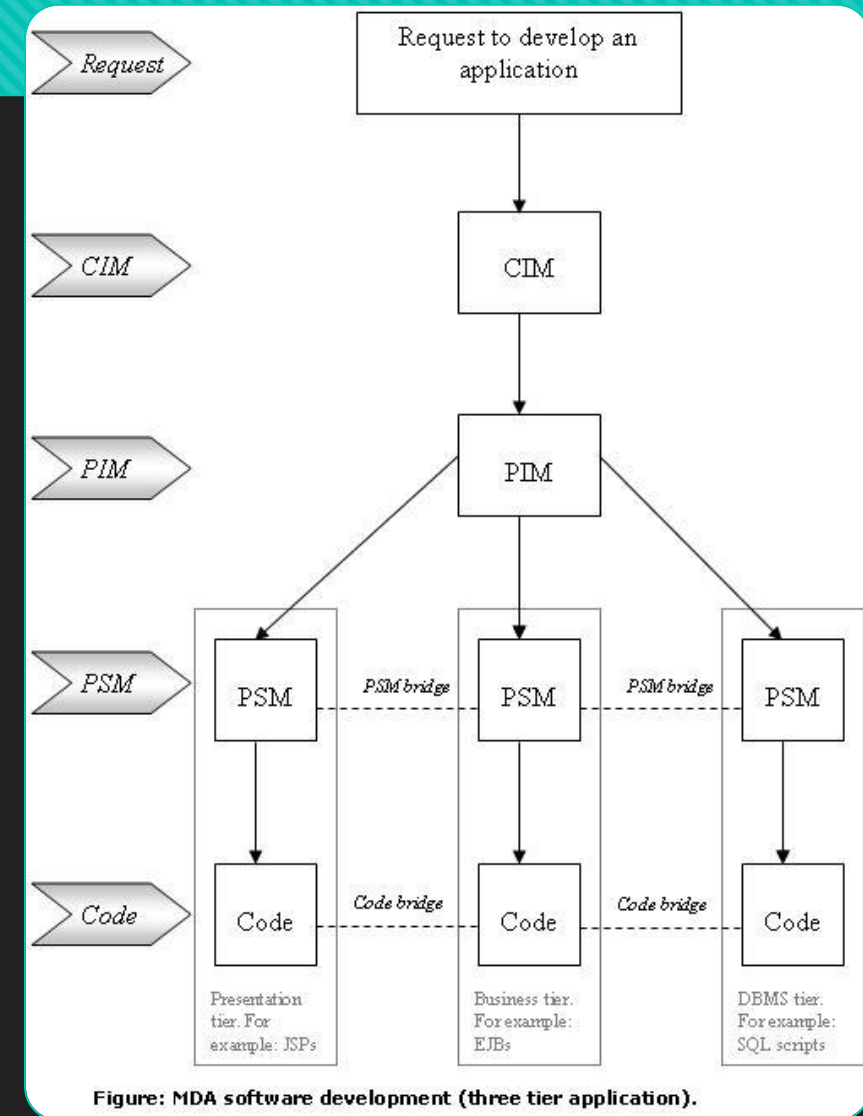 Request
Request to develop an
application
CIM
CIM
PIM
PIM
PSM
PSM
PSM bridge
PSM
PSM bridge
PSM
Code
Code
Code bridge
Code
Code bridge
Code
Presentation
tier. For
example: JSPs
Business tier.
For example:
EJBs
DBMS tier.
For example:
SQL scripts
Figure: MDA software development (three tier application).